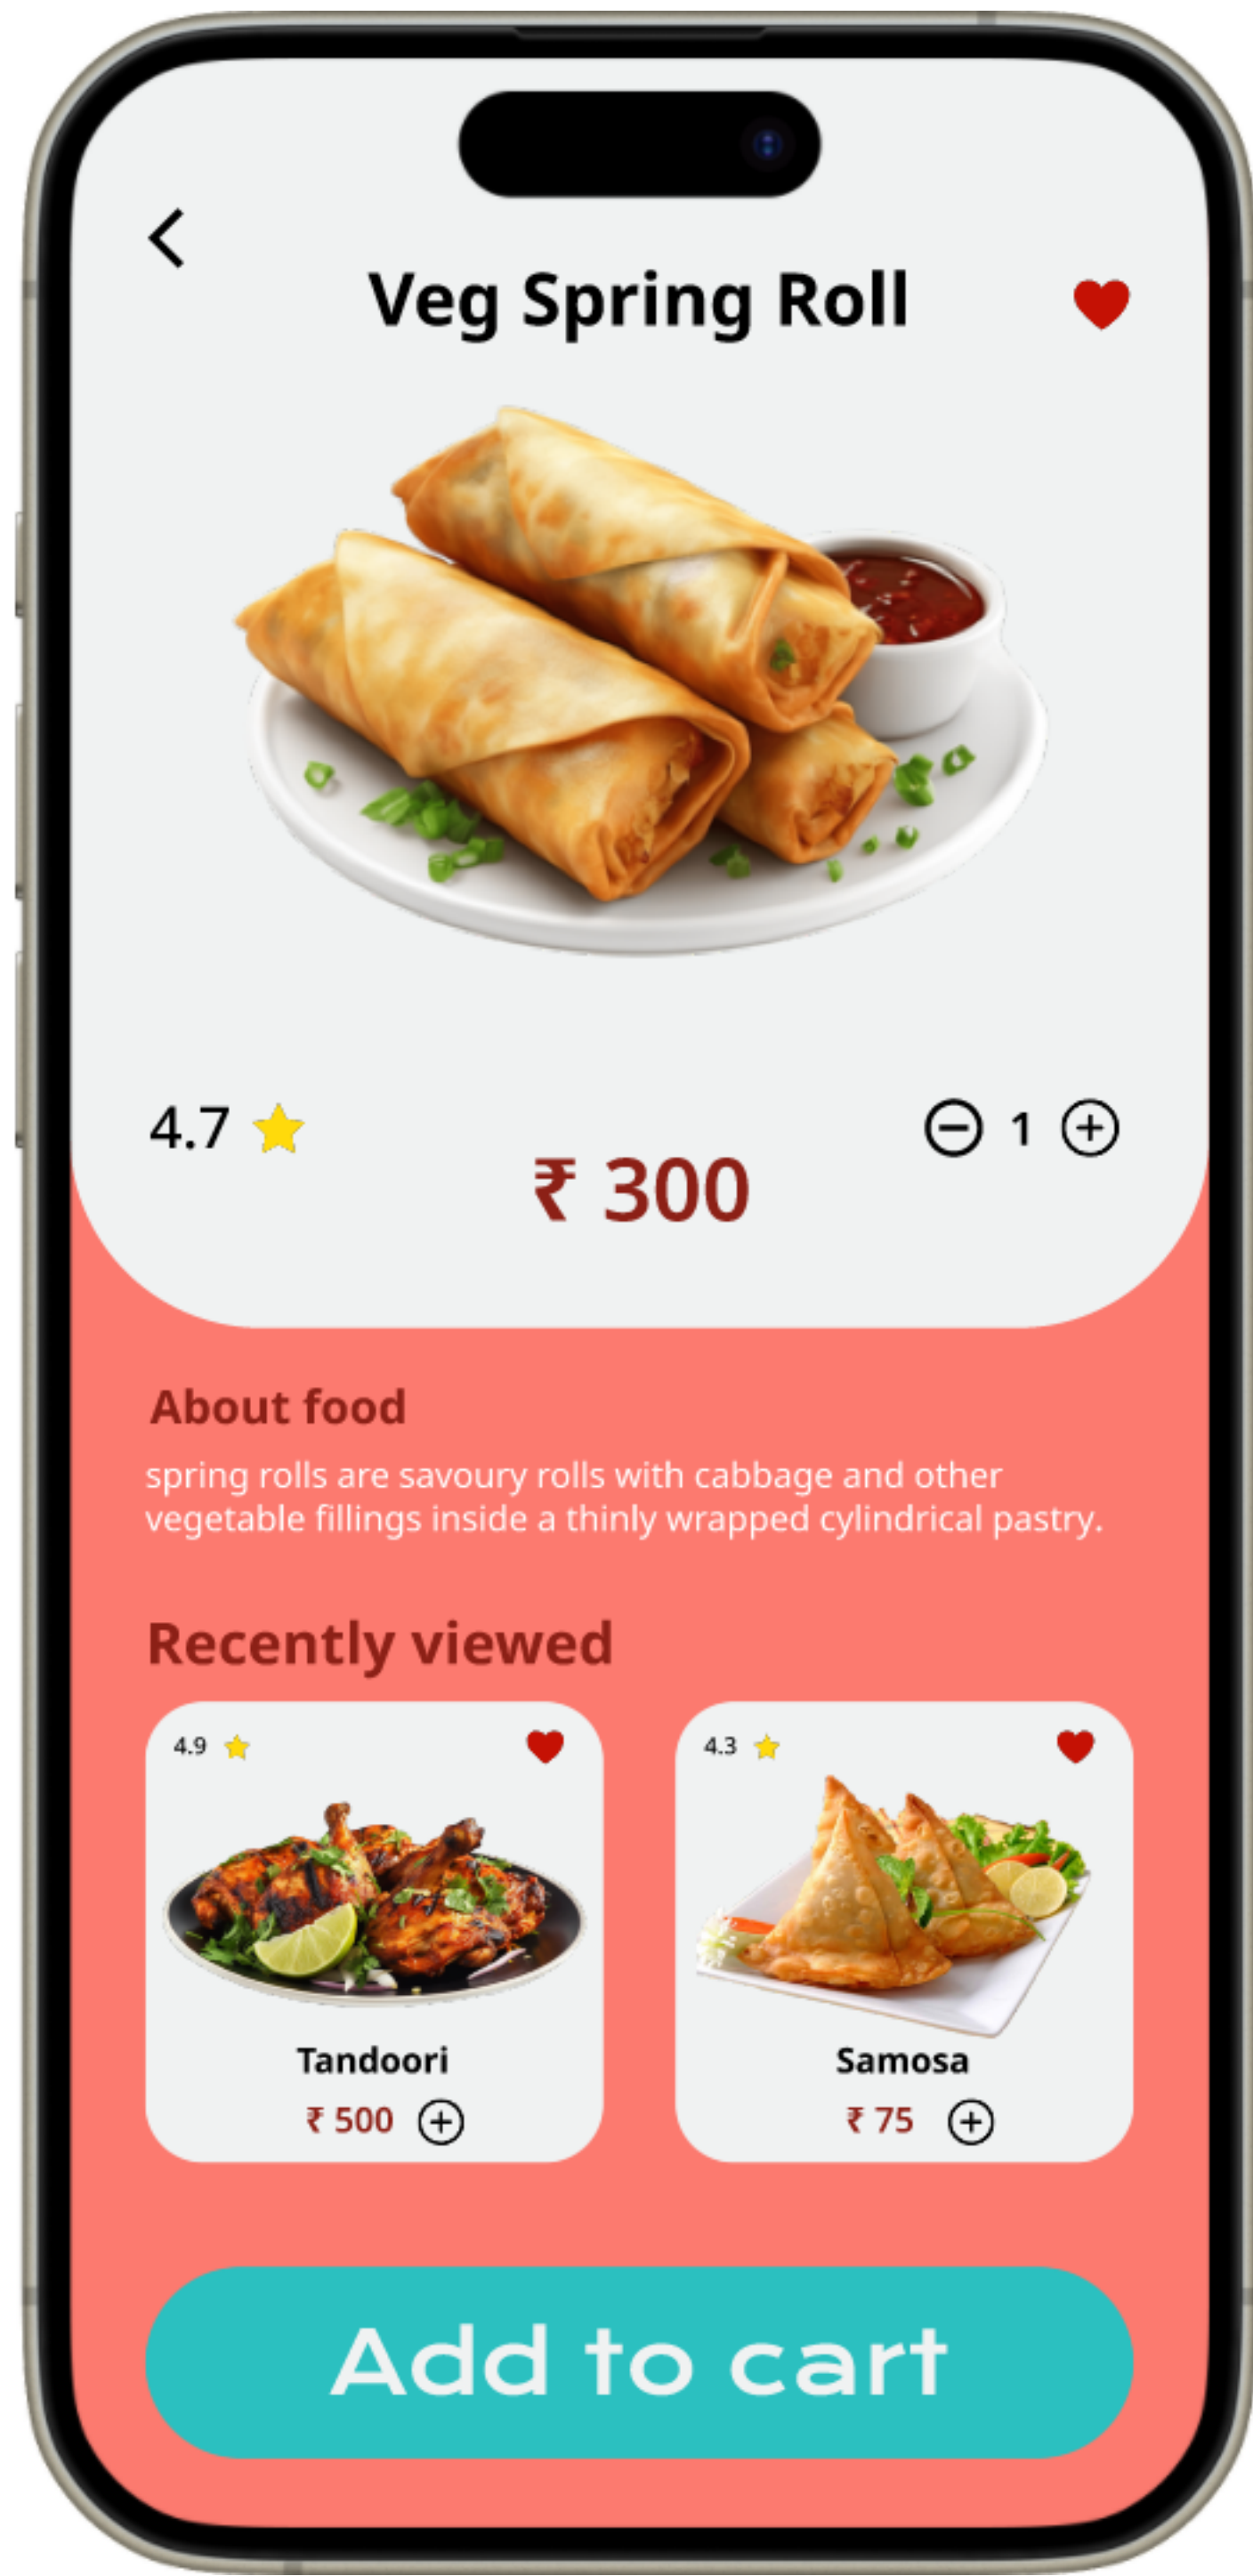 Veg Spring Roll
4.7
1
₹ 300
About food
spring rolls are savoury rolls with cabbage and other
vegetable fillings inside a thinly wrapped cylindrical pastry.
Recently viewed
4.9
4.3
Tandoori
Samosa
₹ 500
₹ 75
Add to cart